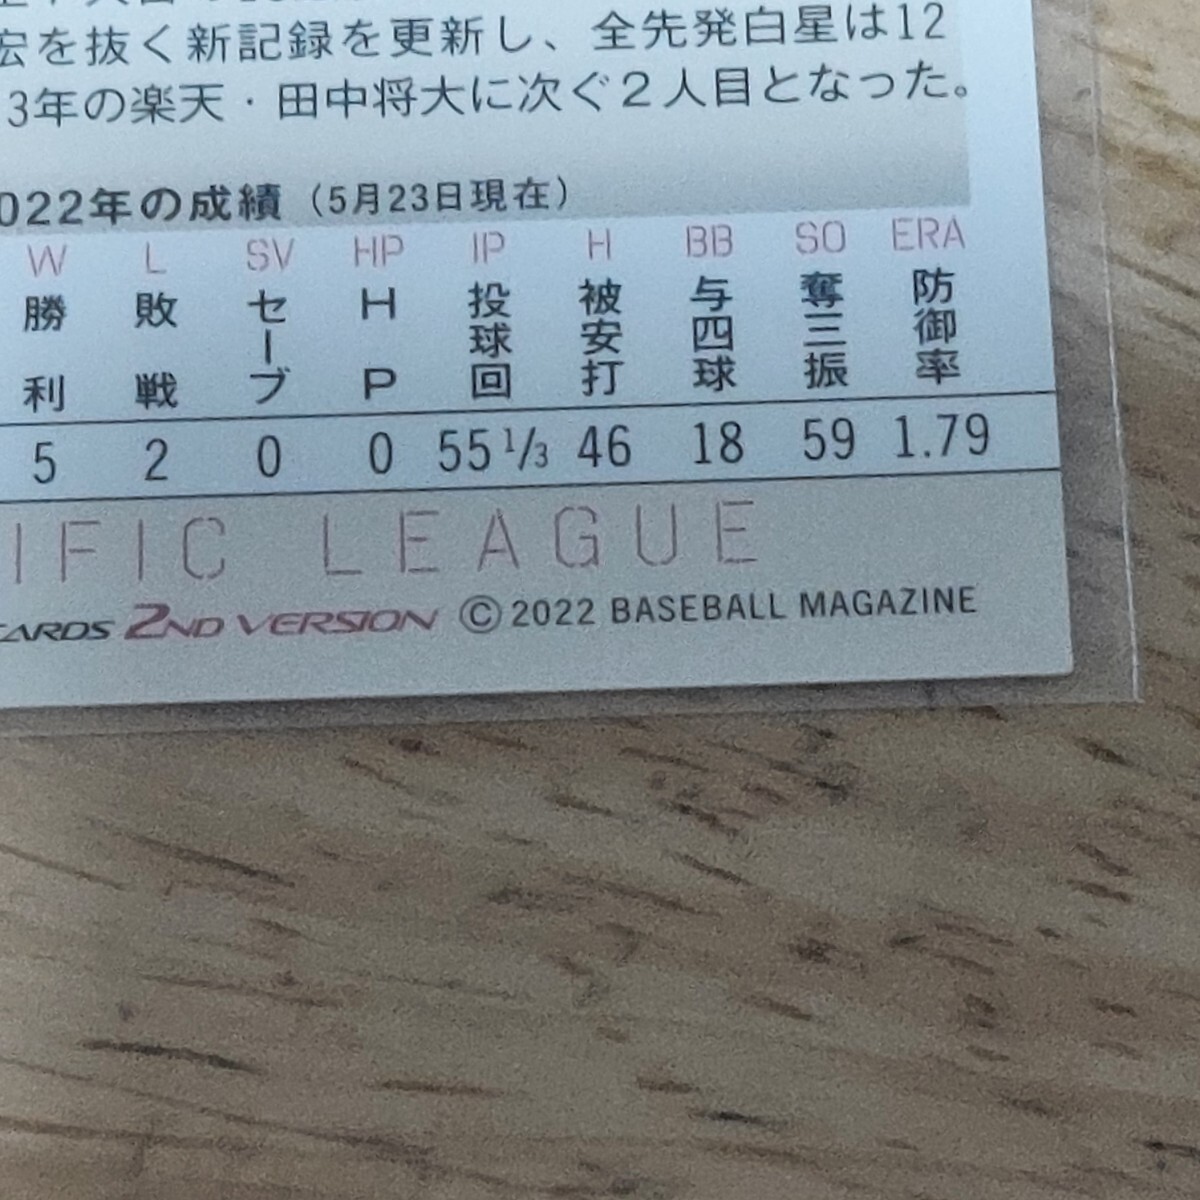 宏を抜く新記録を更新し、全先発白星は12
3年の楽天・田中将大に次ぐ2人目となった。
022年の成績（5月23日現在）
W L SV HP IP H BB SO ERA
勝利 敗戦 セーブ HP 投球回 被安打 与四球 奪三振 防御率
5 2 0 0 55 1/3 46 18 59 1.79
IFIC LEAGUE
CARDS 2ND VERSION ©2022 BASEBALL MAGAZINE